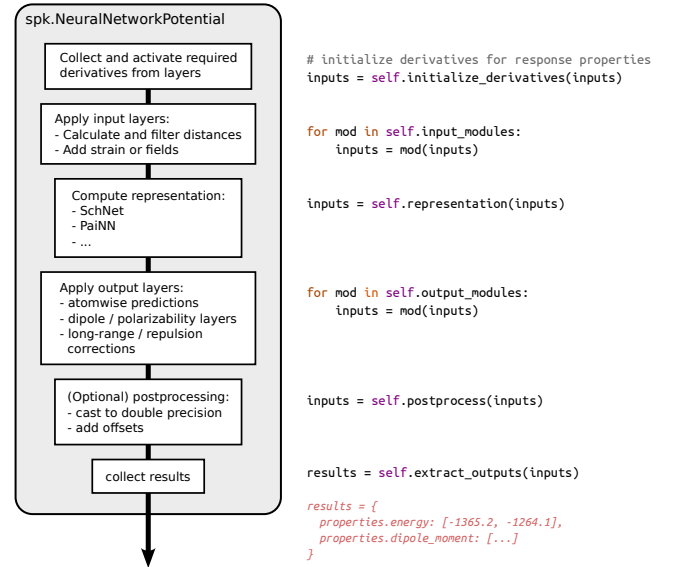 spk.NeuralNetworkPotential
Collect and activate required
derivatives from layers
# initialize derivatives for response properties
inputs = self.initialize_derivatives(inputs)
Apply input layers:
- Calculate and filter distances
- Add strain or fields
for mod in self.input_modules:
    inputs = mod(inputs)
Compute representation:
- SchNet
- PaiNN
- ...
inputs = self.representation(inputs)
Apply output layers:
- atomwise predictions
- dipole / polarizability layers
- long-range / repulsion
corrections
for mod in self.output_modules:
    inputs = mod(inputs)
(Optional) postprocessing:
- cast to double precision
- add offsets
inputs = self.postprocess(inputs)
collect results
results = self.extract_outputs(inputs)
results = {
  properties.energy: [-1365.2, -1264.1],
  properties.dipole_moment: [...]
}